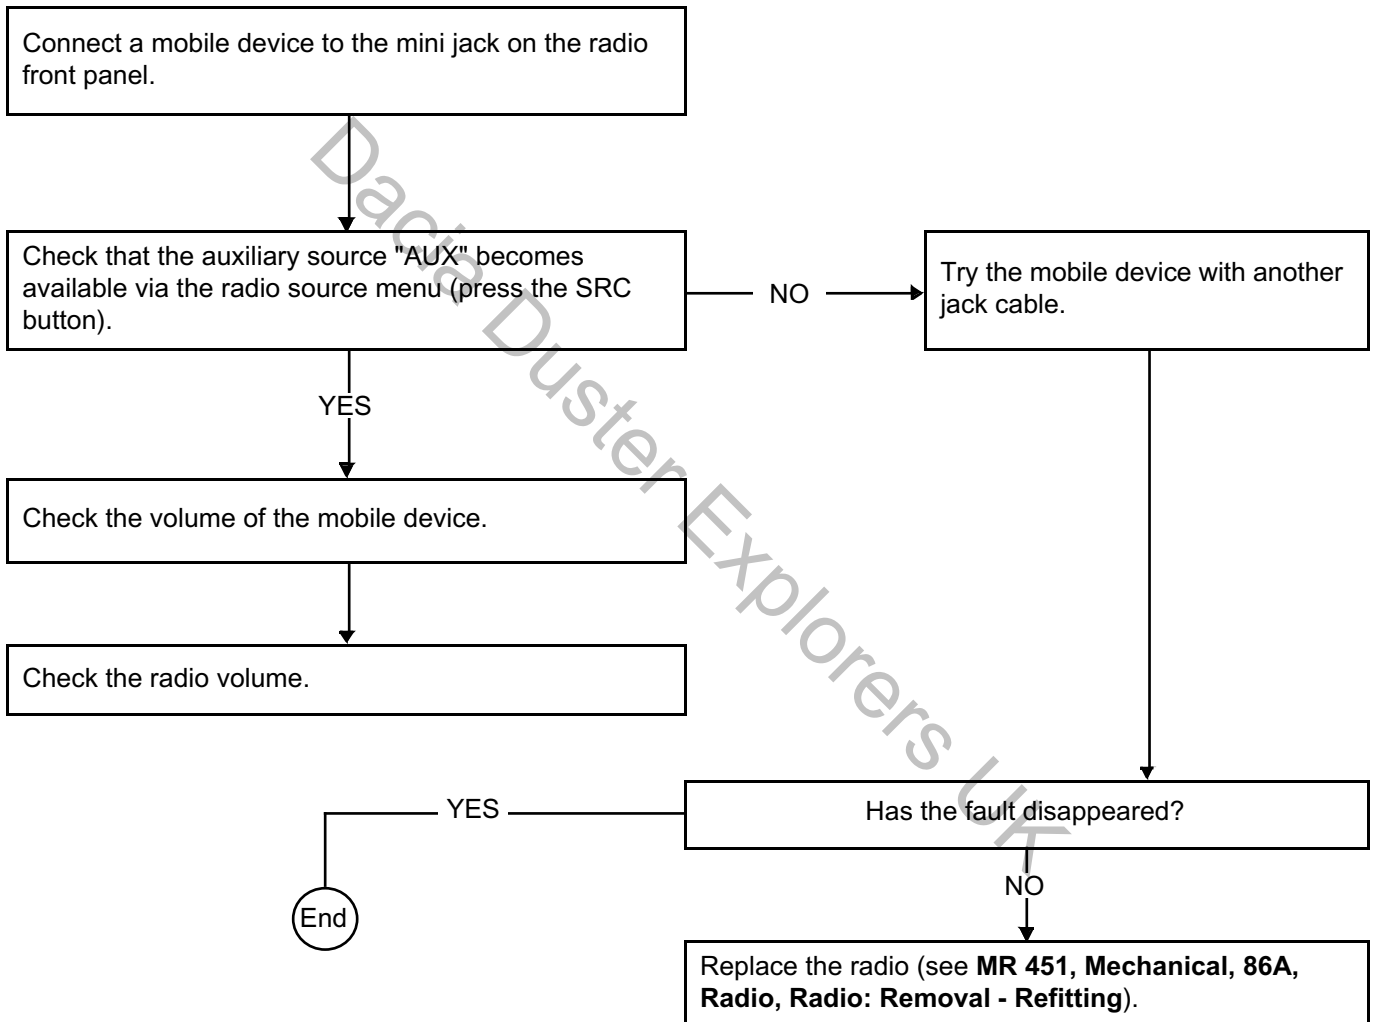 Connect a mobile device to the mini jack on the radio
front panel.
Check that the auxiliary source "AUX" becomes
available via the radio source menu (press the SRC
button).
NO
Try the mobile device with another
jack cable.
YES
Check the volume of the mobile device.
Check the radio volume.
Has the fault disappeared?
YES
End
NO
Replace the radio (see MR 451, Mechanical, 86A,
Radio, Radio: Removal - Refitting).
Dacia Duster Explorers UK